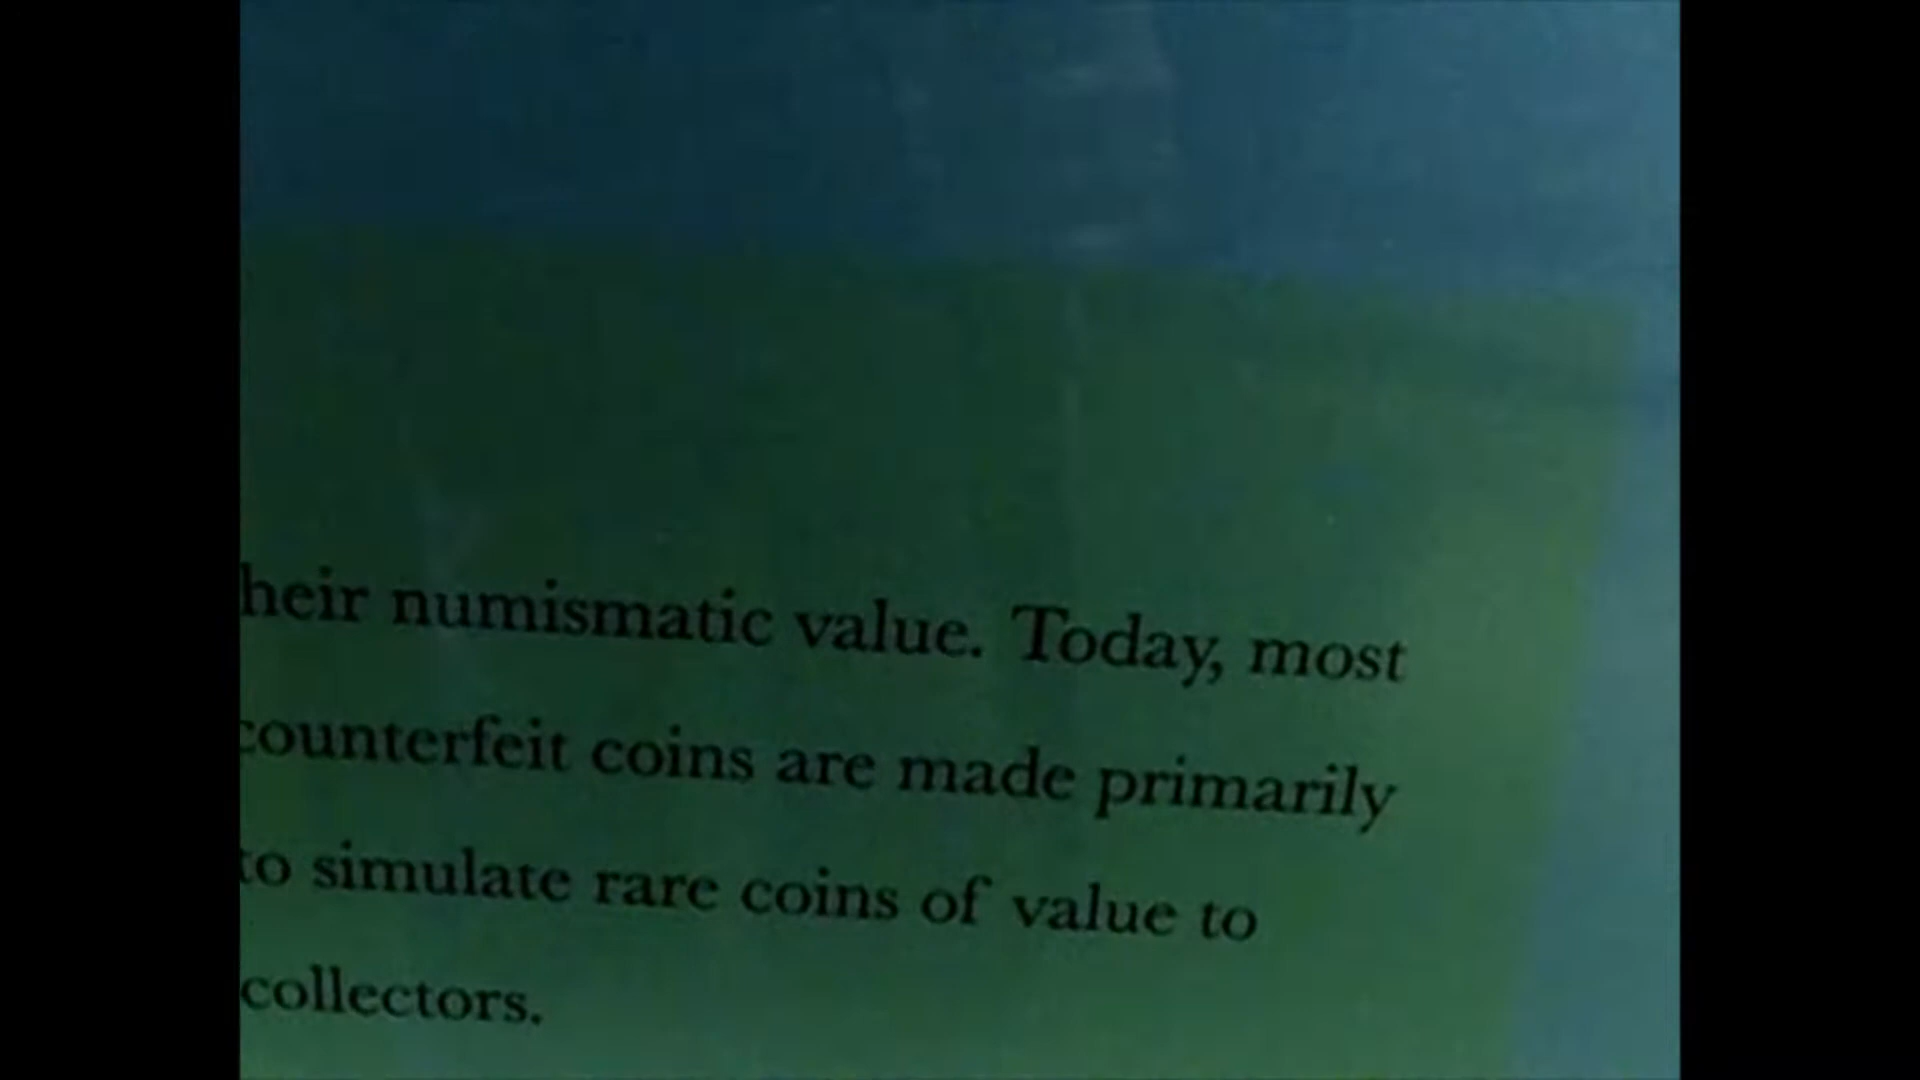 heir numismatic value. Today, most
counterfeit coins are made primarily
to simulate rare coins of value to
collectors.